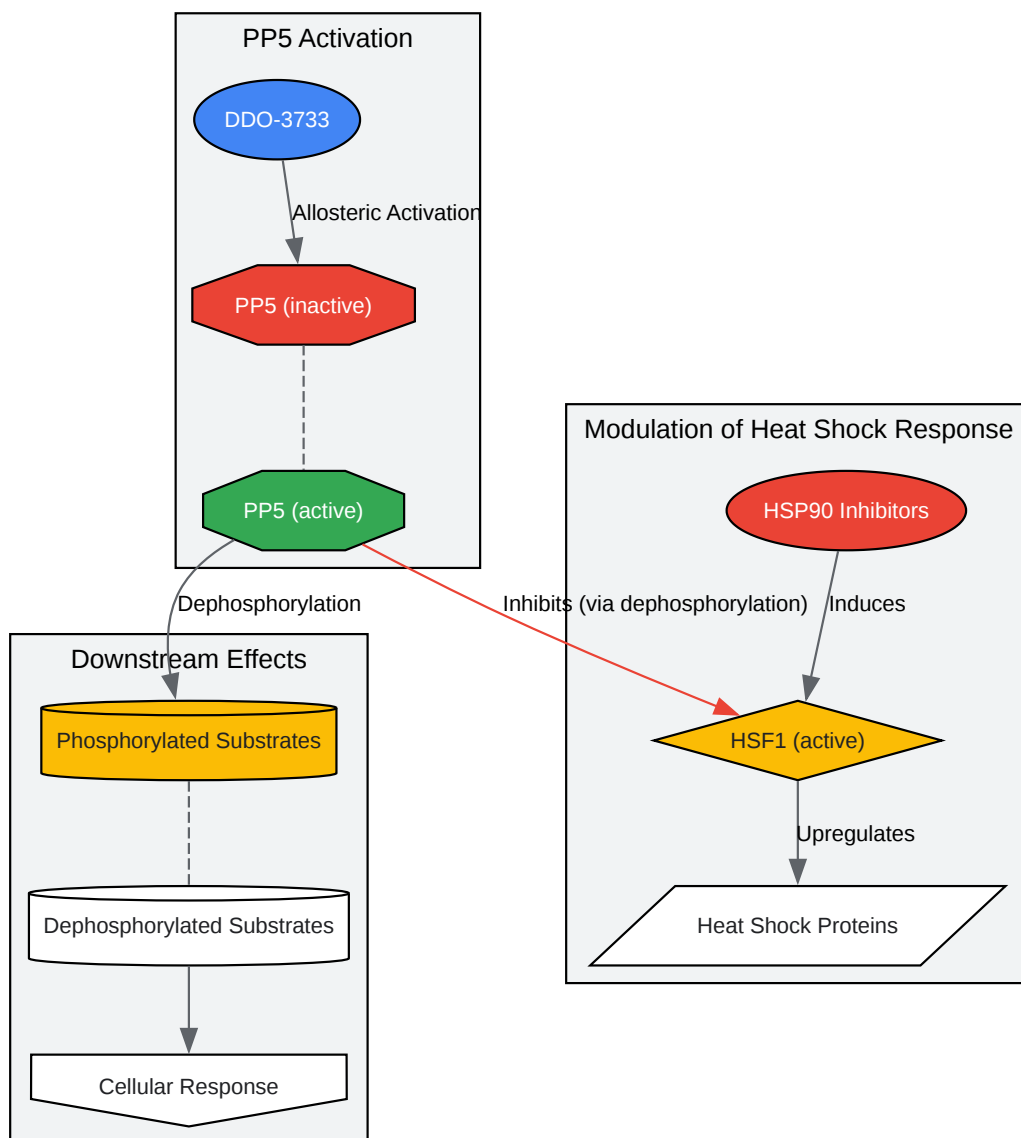 PP5 Activation
DDO-3733
Allosteric Activation
PP5 (inactive)
PP5 (active)
Modulation of Heat Shock Response
HSP90 Inhibitors
Dephosphorylation
Inhibits (via dephosphorylation)
Induces
Downstream Effects
Phosphorylated Substrates
HSF1 (active)
Upregulates
Dephosphorylated Substrates
Heat Shock Proteins
Cellular Response